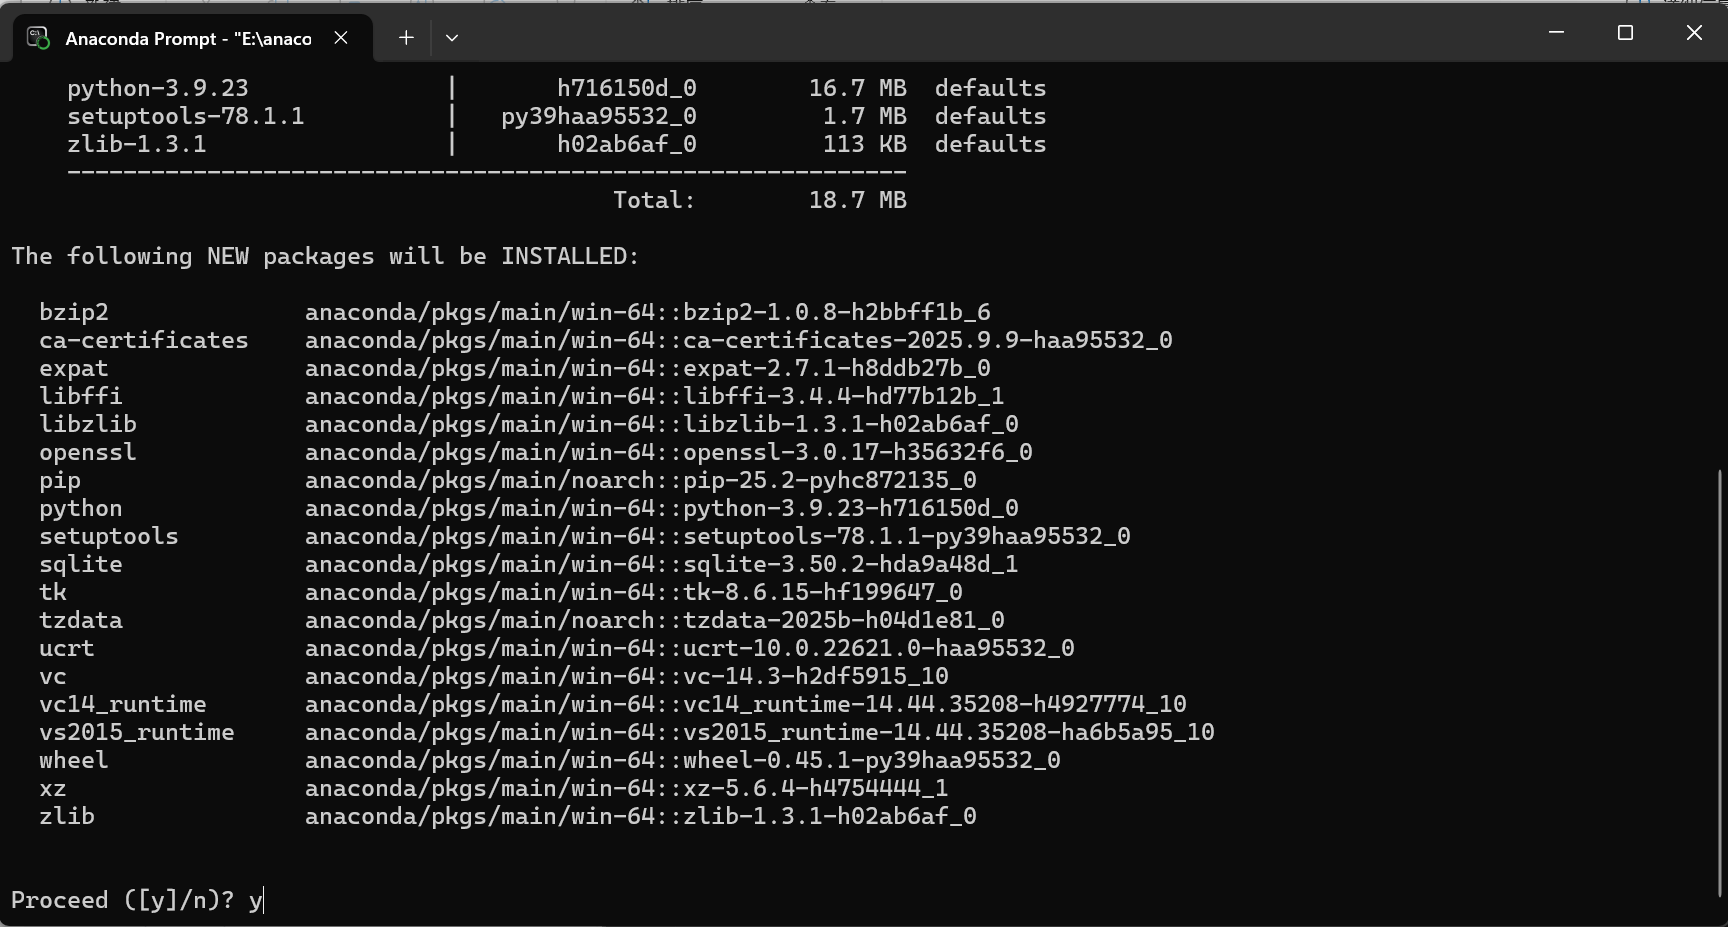 Anaconda Prompt - "E:\anaco
python-3.9.23 | h716150d_0 16.7 MB defaults
setuptools-78.1.1 | py39haa95532_0 1.7 MB defaults
zlib-1.3.1 | h02ab6af_0 113 KB defaults
------------------------------------------------------------
Total: 18.7 MB
The following NEW packages will be INSTALLED:
bzip2 anaconda/pkgs/main/win-64::bzip2-1.0.8-h2bbff1b_6
ca-certificates anaconda/pkgs/main/win-64::ca-certificates-2025.9.9-haa95532_0
expat anaconda/pkgs/main/win-64::expat-2.7.1-h8ddb27b_0
libffi anaconda/pkgs/main/win-64::libffi-3.4.4-hd77b12b_1
libzlib anaconda/pkgs/main/win-64::libzlib-1.3.1-h02ab6af_0
openssl anaconda/pkgs/main/win-64::openssl-3.0.17-h35632f6_0
pip anaconda/pkgs/main/noarch::pip-25.2-pyhc872135_0
python anaconda/pkgs/main/win-64::python-3.9.23-h716150d_0
setuptools anaconda/pkgs/main/win-64::setuptools-78.1.1-py39haa95532_0
sqlite anaconda/pkgs/main/win-64::sqlite-3.50.2-hda9a48d_1
tk anaconda/pkgs/main/win-64::tk-8.6.15-hf199647_0
tzdata anaconda/pkgs/main/noarch::tzdata-2025b-h04d1e81_0
ucrt anaconda/pkgs/main/win-64::ucrt-10.0.22621.0-haa95532_0
vc anaconda/pkgs/main/win-64::vc-14.3-h2df5915_10
vc14_runtime anaconda/pkgs/main/win-64::vc14_runtime-14.44.35208-h4927774_10
vs2015_runtime anaconda/pkgs/main/win-64::vs2015_runtime-14.44.35208-ha6b5a95_10
wheel anaconda/pkgs/main/win-64::wheel-0.45.1-py39haa95532_0
xz anaconda/pkgs/main/win-64::xz-5.6.4-h4754444_1
zlib anaconda/pkgs/main/win-64::zlib-1.3.1-h02ab6af_0
Proceed ([y]/n)? y